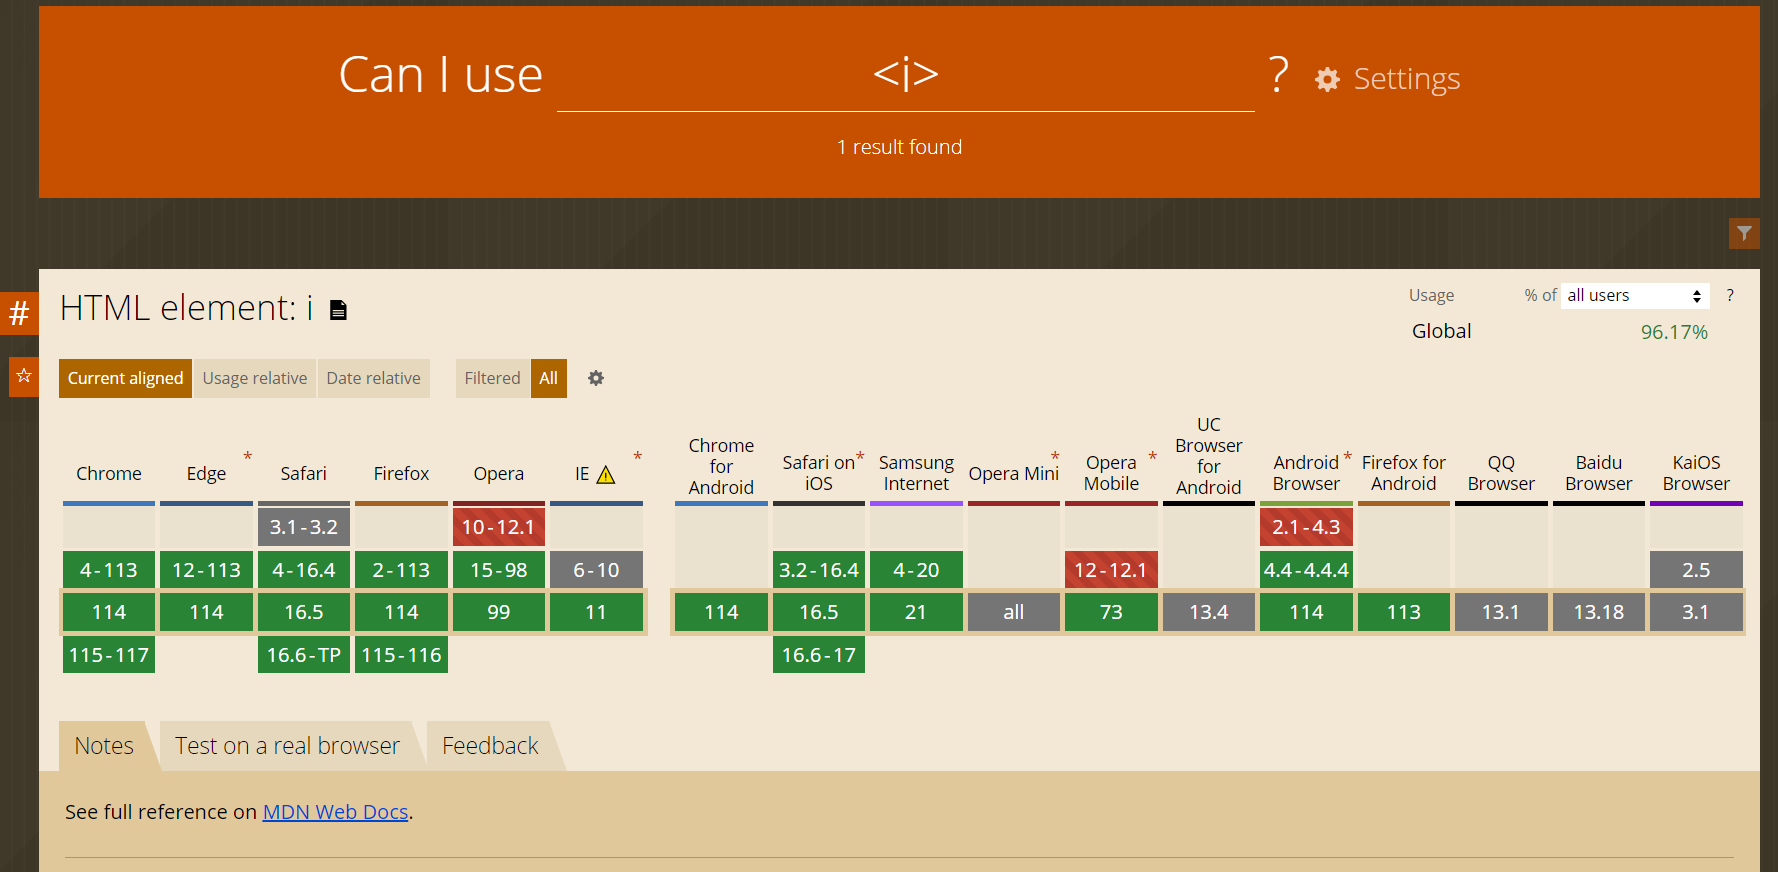 Can I use <i> ? Settings
1 result found
#
HTML element: i
Usage % of all users ?
Global 96.17%
Current aligned Usage relative Date relative Filtered All
Chrome Edge * Safari Firefox Opera IE * Chrome for Android Safari on iOS * Samsung Internet Opera Mini * Opera Mobile * UC Browser for Android Android Browser * Firefox for Android QQ Browser Baidu Browser KaiOS Browser
3.1-3.2 10-12.1 2.1-4.3
4-113 12-113 4-16.4 2-113 15-98 6-10 3.2-16.4 4-20 12-12.1 4.4-4.4.4 2.5
114 114 16.5 114 99 11 114 16.5 21 all 73 13.4 114 113 13.1 13.18 3.1
115-117 16.6-TP 115-116 16.6-17
Notes Test on a real browser Feedback
See full reference on MDN Web Docs.